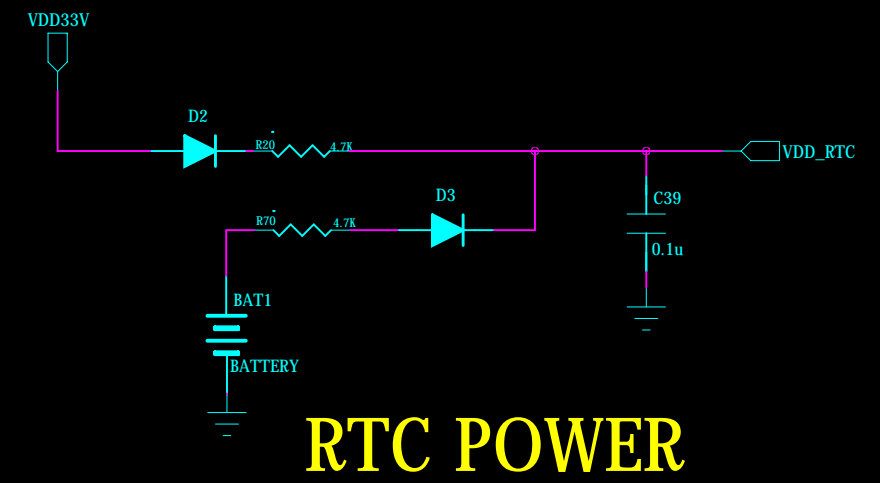 VDD33V
D2
R20
4.7K
VDD_RTC
D3
C39
R70
4.7K
0.1u
BAT1
BATTERY
RTC POWER